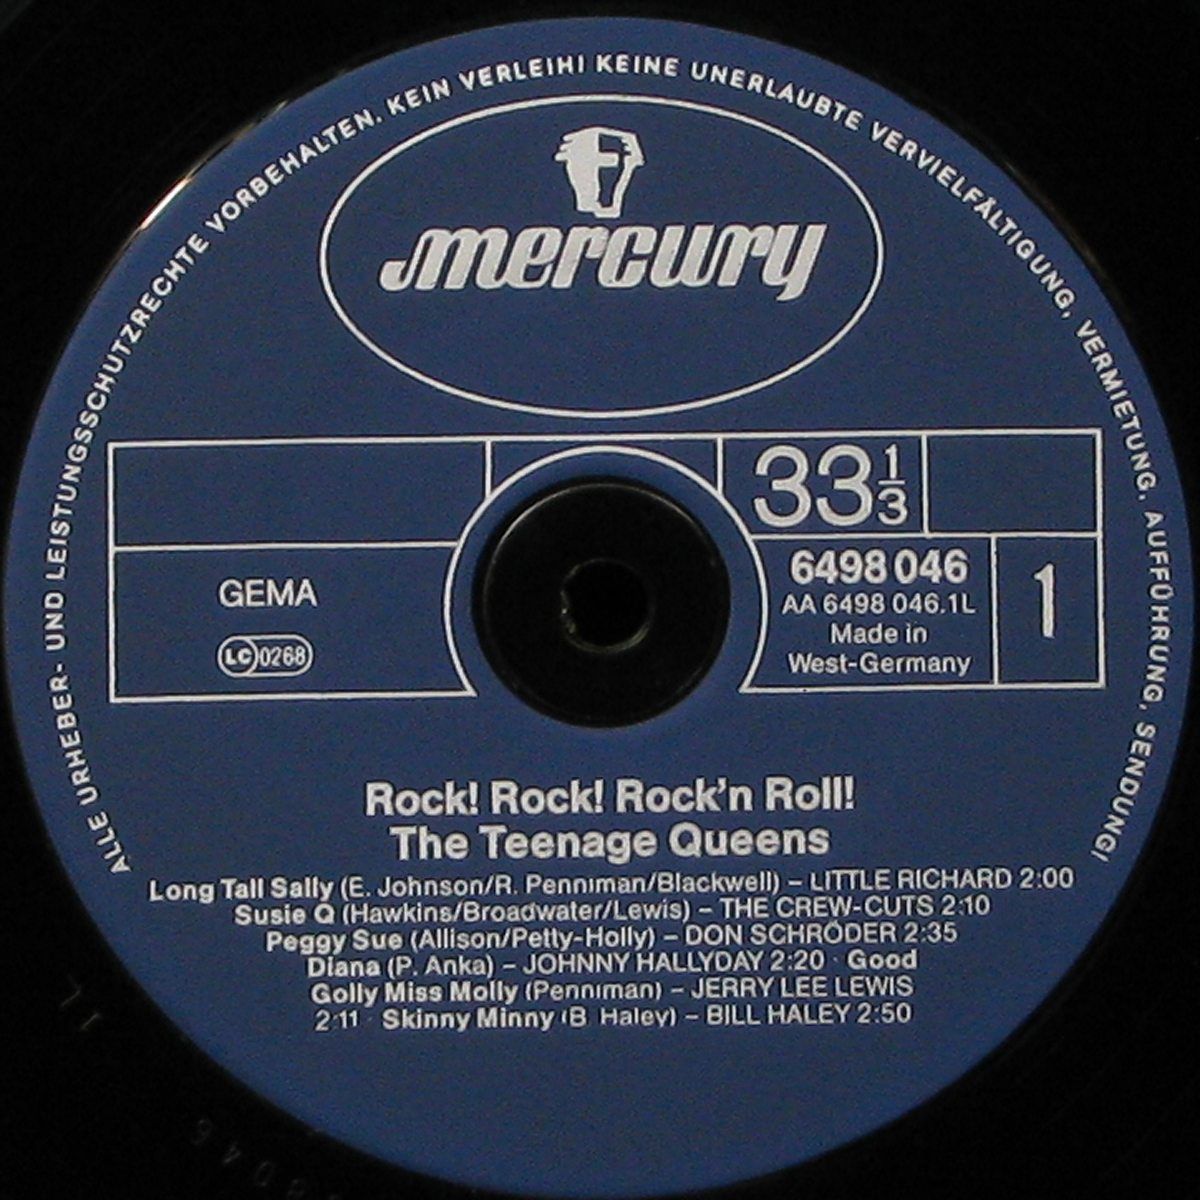 ALLE URHEBER- UND LEISTUNGSSCHUTZRECHTE VORBEHALTEN. KEIN VERLEIH! KEINE UNERLAUBTE VERVIELFÄLTIGUNG, VERMIETUNG, AUFFÜHRUNG, SENDUNG!
mercury
33 1/3
GEMA
LC 0268
6498 046
AA 6498 046.1L
Made in
West-Germany
1
Rock! Rock! Rock'n Roll!
The Teenage Queens
Long Tall Sally (E. Johnson/R. Penniman/Blackwell) – LITTLE RICHARD 2:00
Susie Q (Hawkins/Broadwater/Lewis) – THE CREW-CUTS 2:10
Peggy Sue (Allison/Petty-Holly) – DON SCHRÖDER 2:35
Diana (P. Anka) – JOHNNY HALLYDAY 2:20 · Good
Golly Miss Molly (Penniman) – JERRY LEE LEWIS
2:11 · Skinny Minny (B. Haley) – BILL HALEY 2:50